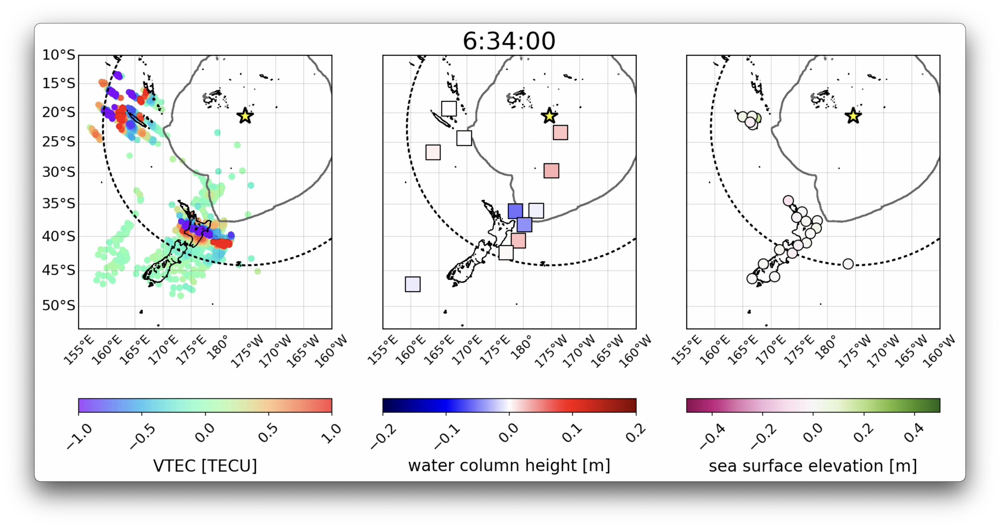 6:34:00
10°S
15°S
20°S
25°S
30°S
35°S
40°S
45°S
50°S
155°E 160°E 165°E 170°E 175°E 180° 175°W 170°W 165°W 160°W
155°E 160°E 165°E 170°E 175°E 180° 175°W 170°W 165°W 160°W
155°E 160°E 165°E 170°E 175°E 180° 175°W 170°W 165°W 160°W
−1.0 −0.5 0.0 0.5 1.0
−0.2 −0.1 0.0 0.1 0.2
−0.4 −0.2 0.0 0.2 0.4
VTEC [TECU]
water column height [m]
sea surface elevation [m]